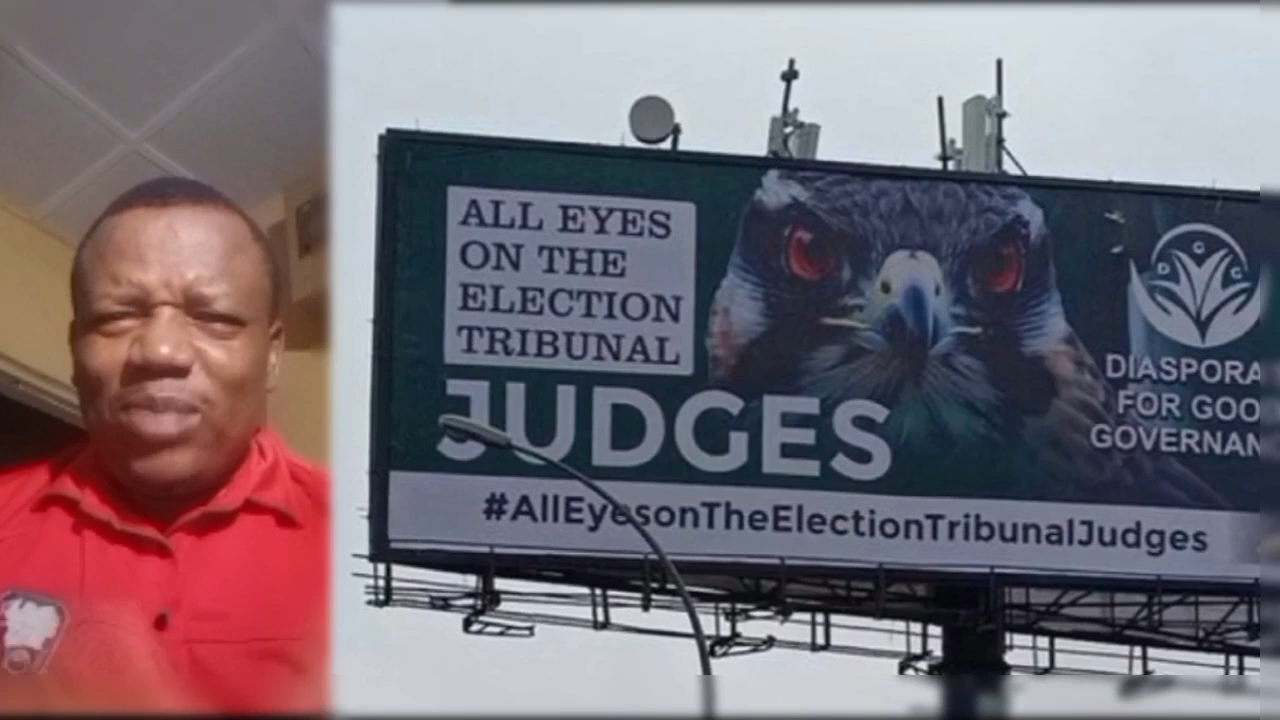 ALL EYES
ON THE
ELECTION
TRIBUNAL
JUDGES
#AllEyesonTheElectionTribunalJudges
D G G C
DIASPORA
FOR GOO
GOVERNAN